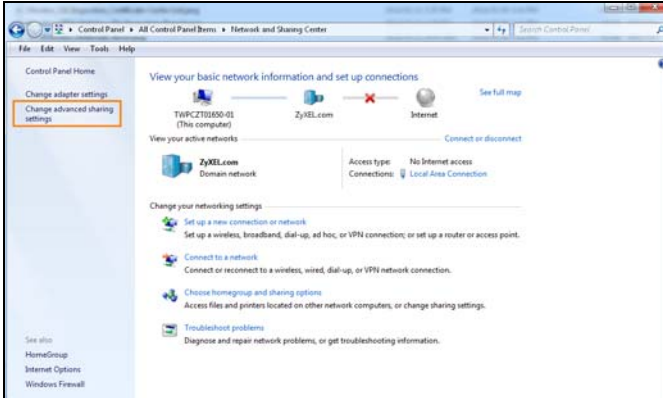 Control Panel ▸ All Control Panel Items ▸ Network and Sharing Center
Search Control Panel
File Edit View Tools Help
Control Panel Home
Change adapter settings
Change advanced sharing
settings
See also
HomeGroup
Internet Options
Windows Firewall
View your basic network information and set up connections
See full map
TWPCZT01650-01
(This computer)
ZyXEL.com
Internet
View your active networks
Connect or disconnect
ZyXEL.com
Domain network
Access type: No Internet access
Connections: Local Area Connection
Change your networking settings
Set up a new connection or network
Set up a wireless, broadband, dial-up, ad hoc, or VPN connection; or set up a router or access point.
Connect to a network
Connect or reconnect to a wireless, wired, dial-up, or VPN network connection.
Choose homegroup and sharing options
Access files and printers located on other network computers, or change sharing settings.
Troubleshoot problems
Diagnose and repair network problems, or get troubleshooting information.